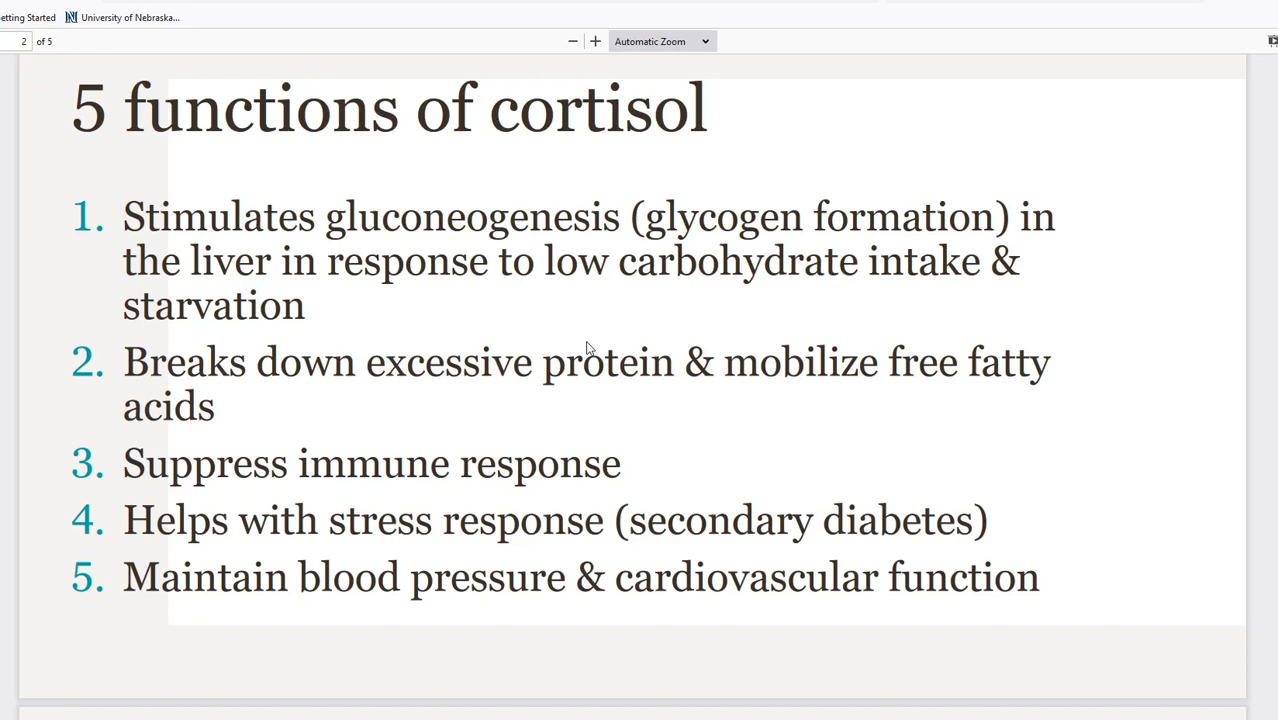 etting Started University of Nebraska...
2 of 5 Automatic Zoom
5 functions of cortisol
1. Stimulates gluconeogenesis (glycogen formation) in
the liver in response to low carbohydrate intake &
starvation
2. Breaks down excessive protein & mobilize free fatty
acids
3. Suppress immune response
4. Helps with stress response (secondary diabetes)
5. Maintain blood pressure & cardiovascular function